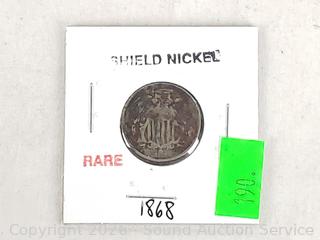 SHIELD NICKEL
RARE
190.
1868
Copyright 2026 - Sound Auction Service